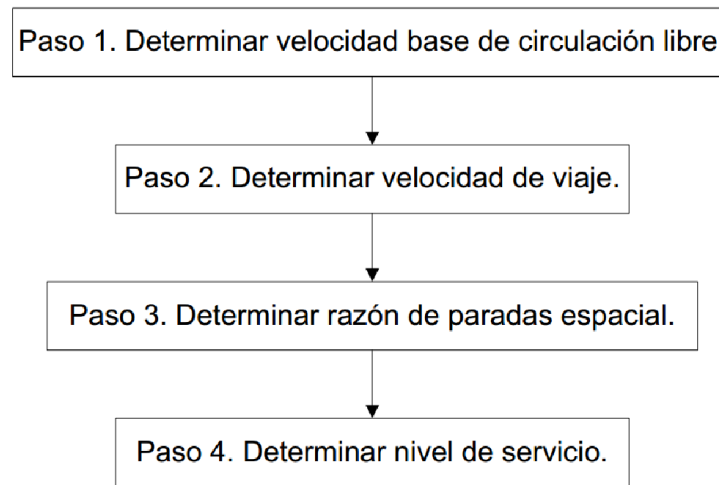 Paso 1. Determinar velocidad base de circulación libre
Paso 2. Determinar velocidad de viaje.
Paso 3. Determinar razón de paradas espacial.
Paso 4. Determinar nivel de servicio.